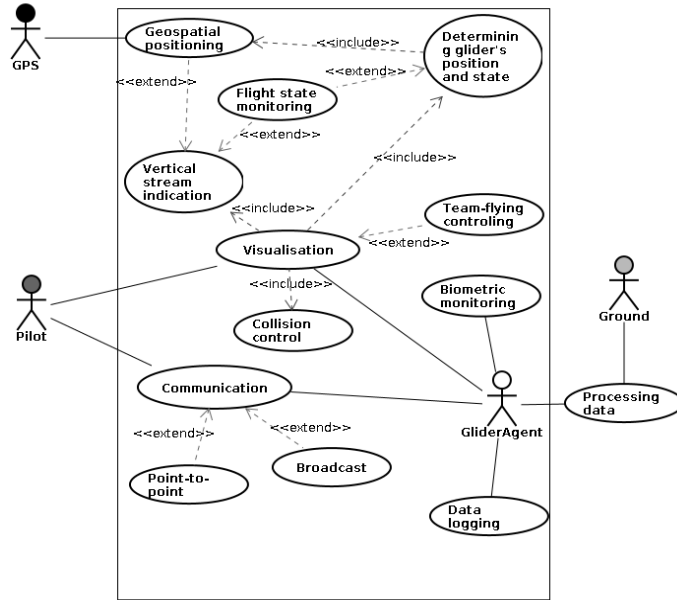 Geospatial
positioning
GPS
<<include>>
Determinin
g glider's
position
and state
<<extend>>
<<extend>>
Flight state
monitoring
<<extend>>
Vertical
stream
indication
<<include>>
<<include>>
Team-flying
controling
<<extend>>
Visualisation
<<include>>
Biometric
monitoring
Collision
control
Pilot
Ground
Communication
Processing
data
GliderAgent
<<extend>>
<<extend>>
Broadcast
Point-to-
point
Data
logging